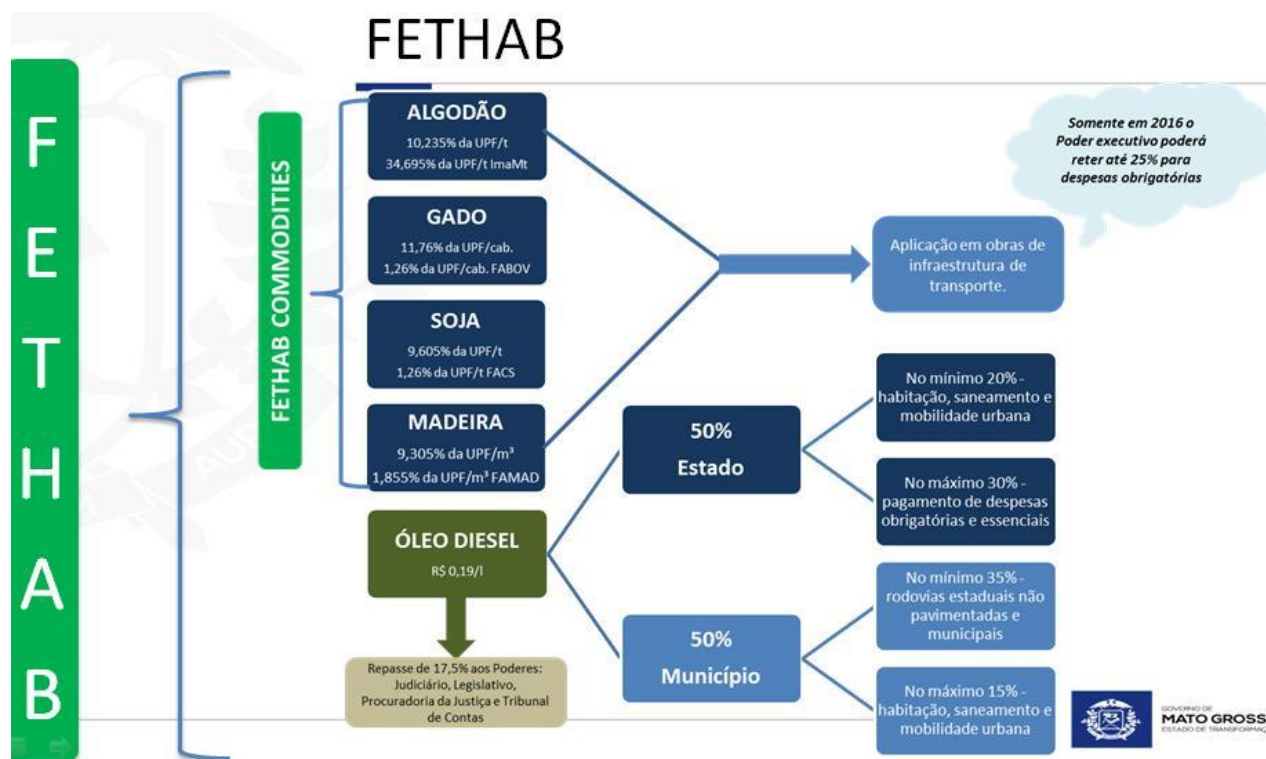 FETHAB
F
E
T
H
A
B
FETHAB COMMODITIES
ALGODÃO
10,235% da UPF/t
34,695% da UPF/t ImaMt
GADO
11,76% da UPF/cab.
1,26% da UPF/cab. FABOV
SOJA
9,605% da UPF/t
1,26% da UPF/t FACS
MADEIRA
9,305% da UPF/m³
1,855% da UPF/m³ FAMAD
ÓLEO DIESEL
R$ 0,19/l
Repasse de 17,5% aos Poderes:
Judiciário, Legislativo,
Procuradoria da Justiça e Tribunal
de Contas
Somente em 2016 o
Poder executivo poderá
reter até 25% para
despesas obrigatórias
Aplicação em obras de
infraestrutura de
transporte.
50%
Estado
No mínimo 20% -
habitação, saneamento e
mobilidade urbana
No máximo 30% -
pagamento de despesas
obrigatórias e essenciais
50%
Município
No mínimo 35% -
rodovias estaduais não
pavimentadas e
municipais
No máximo 15% -
habitação, saneamento e
mobilidade urbana
GOVERNO DE
MATO GROSS
ESTADO DE TRANSFORMAÇ